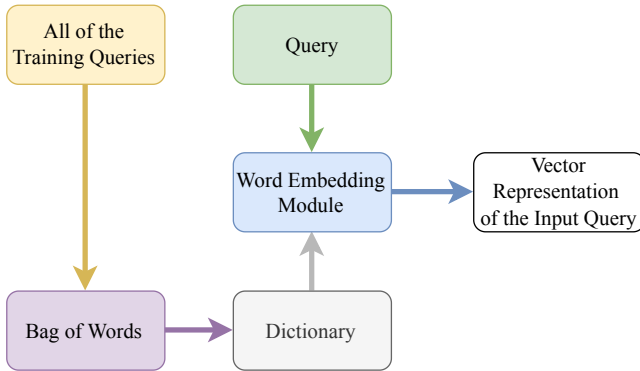 All of the
Training Queries
Query
Word Embedding
Module
Vector
Representation
of the Input Query
Bag of Words
Dictionary